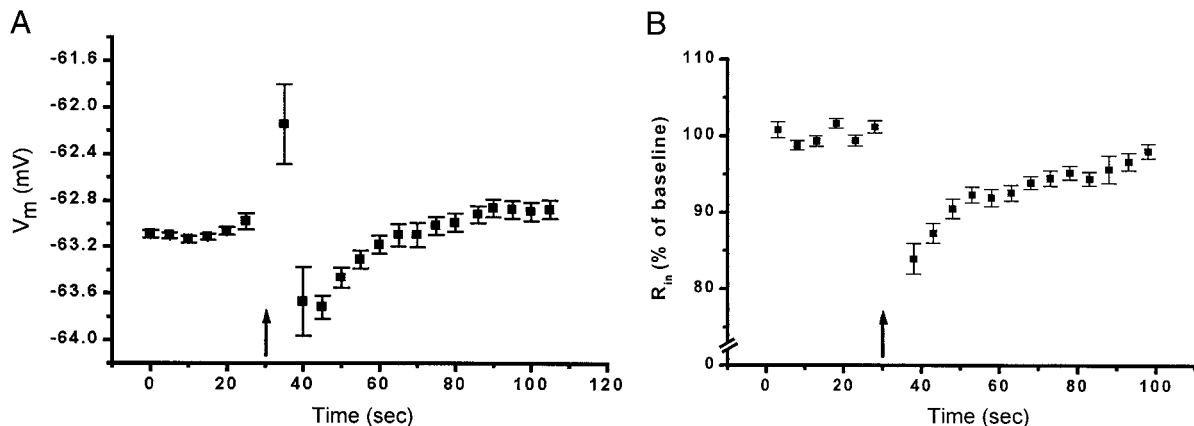 A
V_m (mV)
-61.6
-62.0
-62.4
-62.8
-63.2
-63.6
-64.0
0 20 40 60 80 100 120
Time (sec)
B
R_in (% of baseline)
110
100
90
80
0
0 20 40 60 80 100
Time (sec)